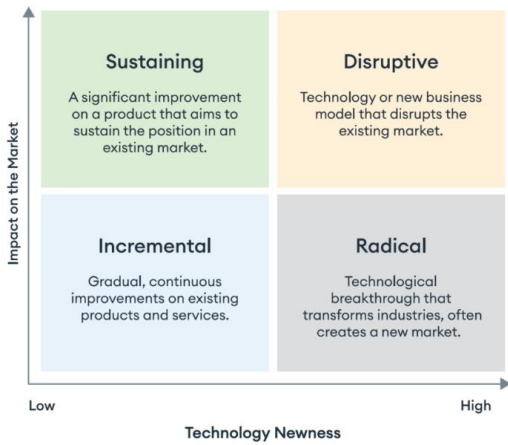 Impact on the Market
Sustaining
A significant improvement
on a product that aims to
sustain the position in an
existing market.
Disruptive
Technology or new business
model that disrupts the
existing market.
Incremental
Gradual, continuous
improvements on existing
products and services.
Radical
Technological
breakthrough that
transforms industries, often
creates a new market.
Low
High
Technology Newness